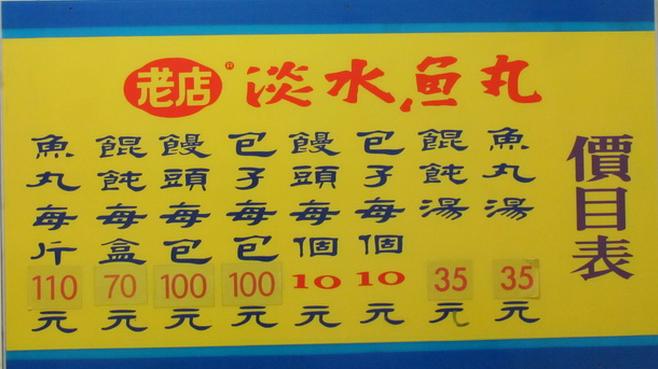 老店® 淡水魚丸
價目表
魚丸湯 35元
餛飩湯 35元
包子每個 10元
饅頭每個 10元
包子每包 100元
饅頭每包 100元
餛飩每盒 70元
魚丸每斤 110元